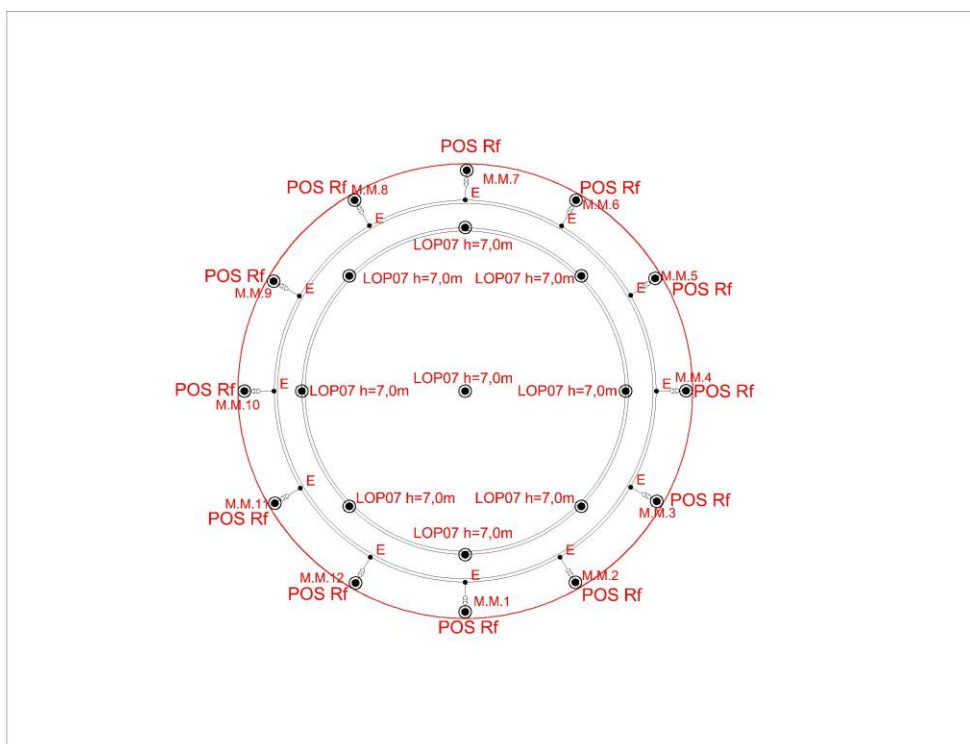 POS Rf
M.M.7
E
POS Rf
M.M.8
E
POS Rf
M.M.6
E
LOP07 h=7,0m
POS Rf
M.M.9
E
LOP07 h=7,0m
LOP07 h=7,0m
M.M.5
E
POS Rf
POS Rf
M.M.10
E
LOP07 h=7,0m
LOP07 h=7,0m
LOP07 h=7,0m
E
M.M.4
POS Rf
E
M.M.11
POS Rf
LOP07 h=7,0m
LOP07 h=7,0m
E
POS Rf
M.M.3
LOP07 h=7,0m
E
M.M.12
POS Rf
E
M.M.1
POS Rf
E
M.M.2
POS Rf